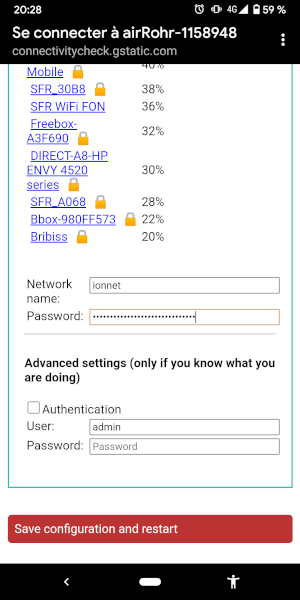 20:28
4G 59 %
Se connecter à airRohr-1158948
connectivitycheck.gstatic.com
Mobile 40%
SFR_30B8 38%
SFR WiFi FON 36%
Freebox-
A3F690 32%
DIRECT-A8-HP
ENVY 4520 30%
series
SFR_A068 28%
Bbox-980FF573 22%
Bribiss 20%
Network
name: ionnet
Password: •••••••••••••••••••••••••••••••
Advanced settings (only if you know what you
are doing)
Authentication
User: admin
Password: Password
Save configuration and restart